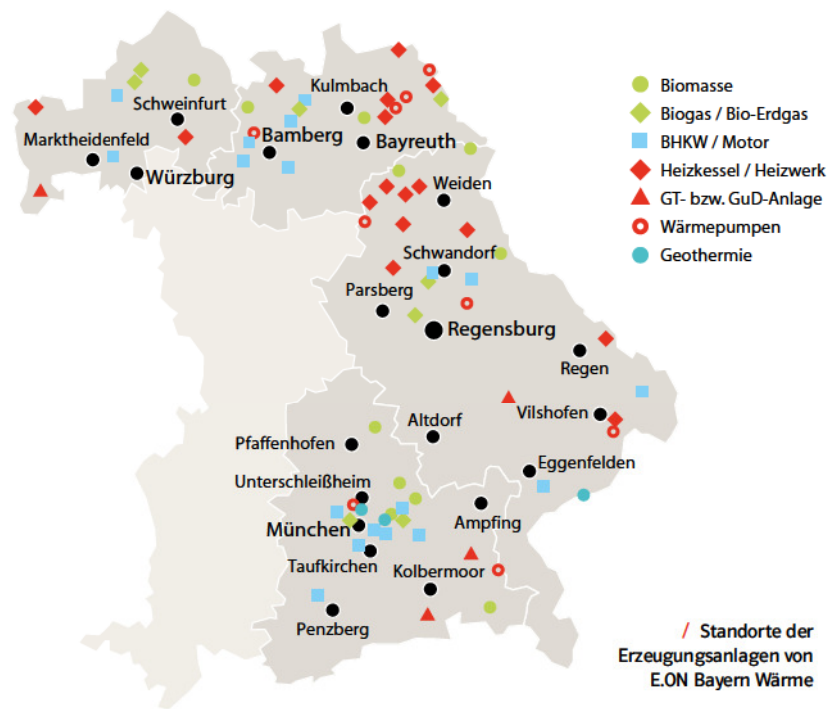 Kulmbach
Schweinfurt
Marktheidenfeld
Bamberg
Bayreuth
Würzburg
Weiden
Schwandorf
Parsberg
Regensburg
Regen
Vilshofen
Altdorf
Pfaffenhofen
Eggenfelden
Unterschleißheim
Ampfing
München
Taufkirchen
Kolbermoor
Penzberg
Biomasse
Biogas / Bio-Erdgas
BHKW / Motor
Heizkessel / Heizwerk
GT- bzw. GuD-Anlage
Wärmepumpen
Geothermie
/ Standorte der
Erzeugungsanlagen von
E.ON Bayern Wärme